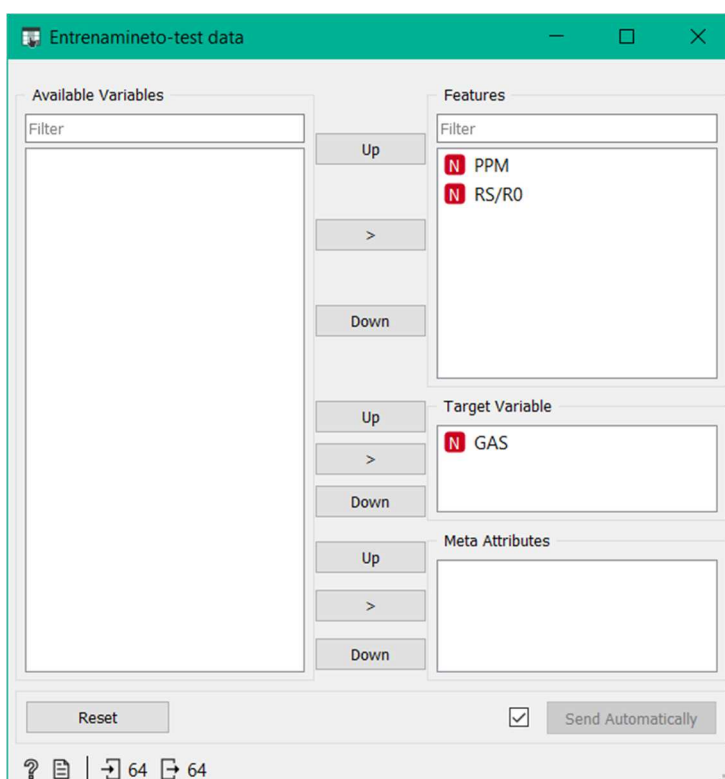 Entrenamineto-test data
Available Variables
Filter
Up
>
Down
Up
>
Down
Up
>
Down
Features
Filter
N PPM
N RS/R0
Target Variable
N GAS
Meta Attributes
Reset
Send Automatically
? 64 64